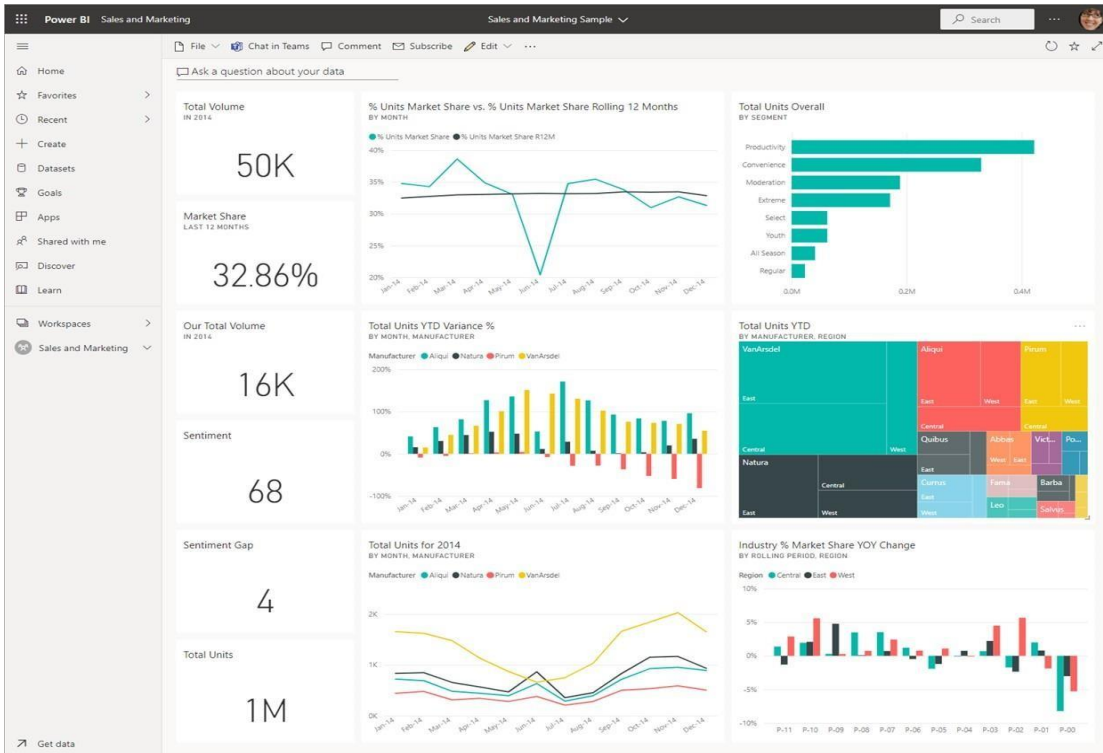 Power BI Sales and Marketing
Sales and Marketing Sample
Search
File
Chat in Teams
Comment
Subscribe
Edit
Home
Favorites
Recent
Create
Datasets
Goals
Apps
Shared with me
Discover
Learn
Workspaces
Sales and Marketing
Get data
Ask a question about your data
Total Volume
IN 2014
50K
Market Share
LAST 12 MONTHS
32.86%
% Units Market Share vs. % Units Market Share Rolling 12 Months
BY MONTH
% Units Market Share % Units Market Share R12M
40%
35%
30%
25%
20%
Jan-14 Feb-14 Mar-14 Apr-14 May-14 Jun-14 Jul-14 Aug-14 Sep-14 Oct-14 Nov-14 Dec-14
Total Units Overall
BY SEGMENT
Productivity
Convenience
Moderation
Extreme
Select
Youth
All Season
Regular
0.0M 0.2M 0.4M
Our Total Volume
IN 2014
16K
Sentiment
68
Total Units YTD Variance %
BY MONTH, MANUFACTURER
Manufacturer Aliqui Natura Pirum VanArsdel
200%
100%
0%
-100%
Jan-14 Feb-14 Mar-14 Apr-14 May-14 Jun-14 Jul-14 Aug-14 Sep-14 Oct-14 Nov-14 Dec-14
Total Units YTD
BY MANUFACTURER, REGION
VanArsdel
East
Central
West
Natura
East
Central
West
Aliqui
East
West
Central
Pirum
East
West
Central
Quibus
East
Abbas
West
East
Vict...
Po...
Currus
East
West
Fama
Leo
Barba
Salvus
Sentiment Gap
4
Total Units
1M
Total Units for 2014
BY MONTH, MANUFACTURER
Manufacturer Aliqui Natura Pirum VanArsdel
2K
1K
0K
Jan-14 Feb-14 Mar-14 Apr-14 May-14 Jun-14 Jul-14 Aug-14 Sep-14 Oct-14 Nov-14 Dec-14
Industry % Market Share YOY Change
BY ROLLING PERIOD, REGION
Region Central East West
10%
5%
0%
-5%
-10%
P-11 P-10 P-09 P-08 P-07 P-06 P-05 P-04 P-03 P-02 P-01 P-00